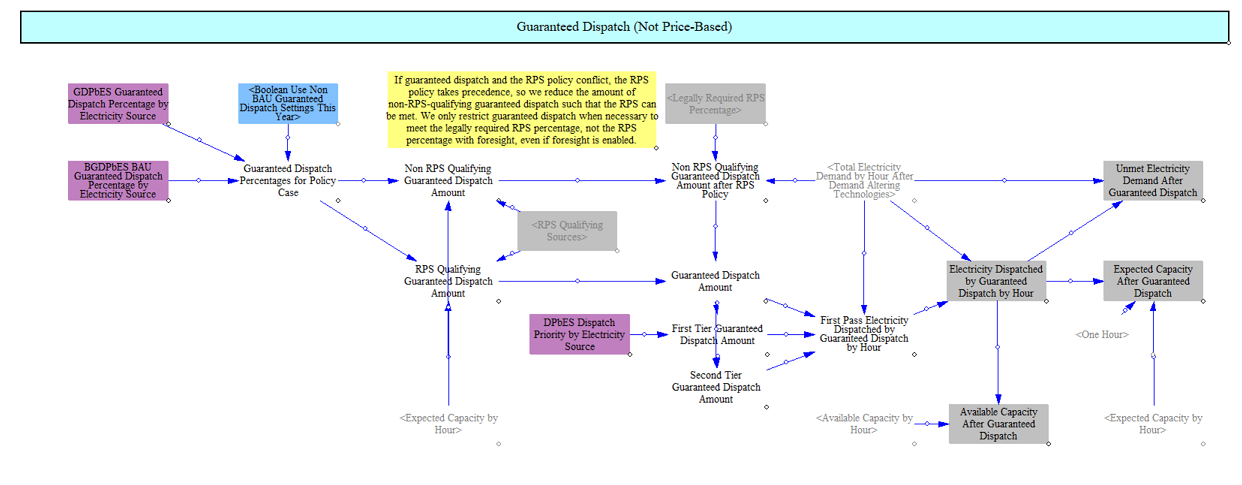 Guaranteed Dispatch (Not Price-Based)
GDPbES Guaranteed
Dispatch Percentage by
Electricity Source
<Boolean Use Non
BAU Guaranteed
Dispatch Settings This
Year>
If guaranteed dispatch and the RPS policy conflict, the RPS
policy takes precedence, so we reduce the amount of
non-RPS-qualifying guaranteed dispatch such that the RPS can
be met. We only restrict guaranteed dispatch when necessary to
meet the legally required RPS percentage, not the RPS
percentage with foresight, even if foresight is enabled.
<Legally Required RPS
Percentage>
BGDPbES BAU
Guaranteed Dispatch
Percentage by
Electricity Source
Guaranteed Dispatch
Percentages for Policy
Case
Non RPS Qualifying
Guaranteed Dispatch
Amount
Non RPS Qualifying
Guaranteed Dispatch
Amount after RPS
Policy
<Total Electricity
Demand by Hour After
Demand Altering
Technologies>
Unmet Electricity
Demand After
Guaranteed Dispatch
<RPS Qualifying
Sources>
RPS Qualifying
Guaranteed Dispatch
Amount
Guaranteed Dispatch
Amount
Electricity Dispatched
by Guaranteed
Dispatch by Hour
Expected Capacity
After Guaranteed
Dispatch
DPbES Dispatch
Priority by Electricity
Source
First Tier Guaranteed
Dispatch Amount
First Pass Electricity
Dispatched by
Guaranteed Dispatch
by Hour
<One Hour>
Second Tier
Guaranteed Dispatch
Amount
<Expected Capacity by
Hour>
<Available Capacity by
Hour>
Available Capacity
After Guaranteed
Dispatch
<Expected Capacity by
Hour>